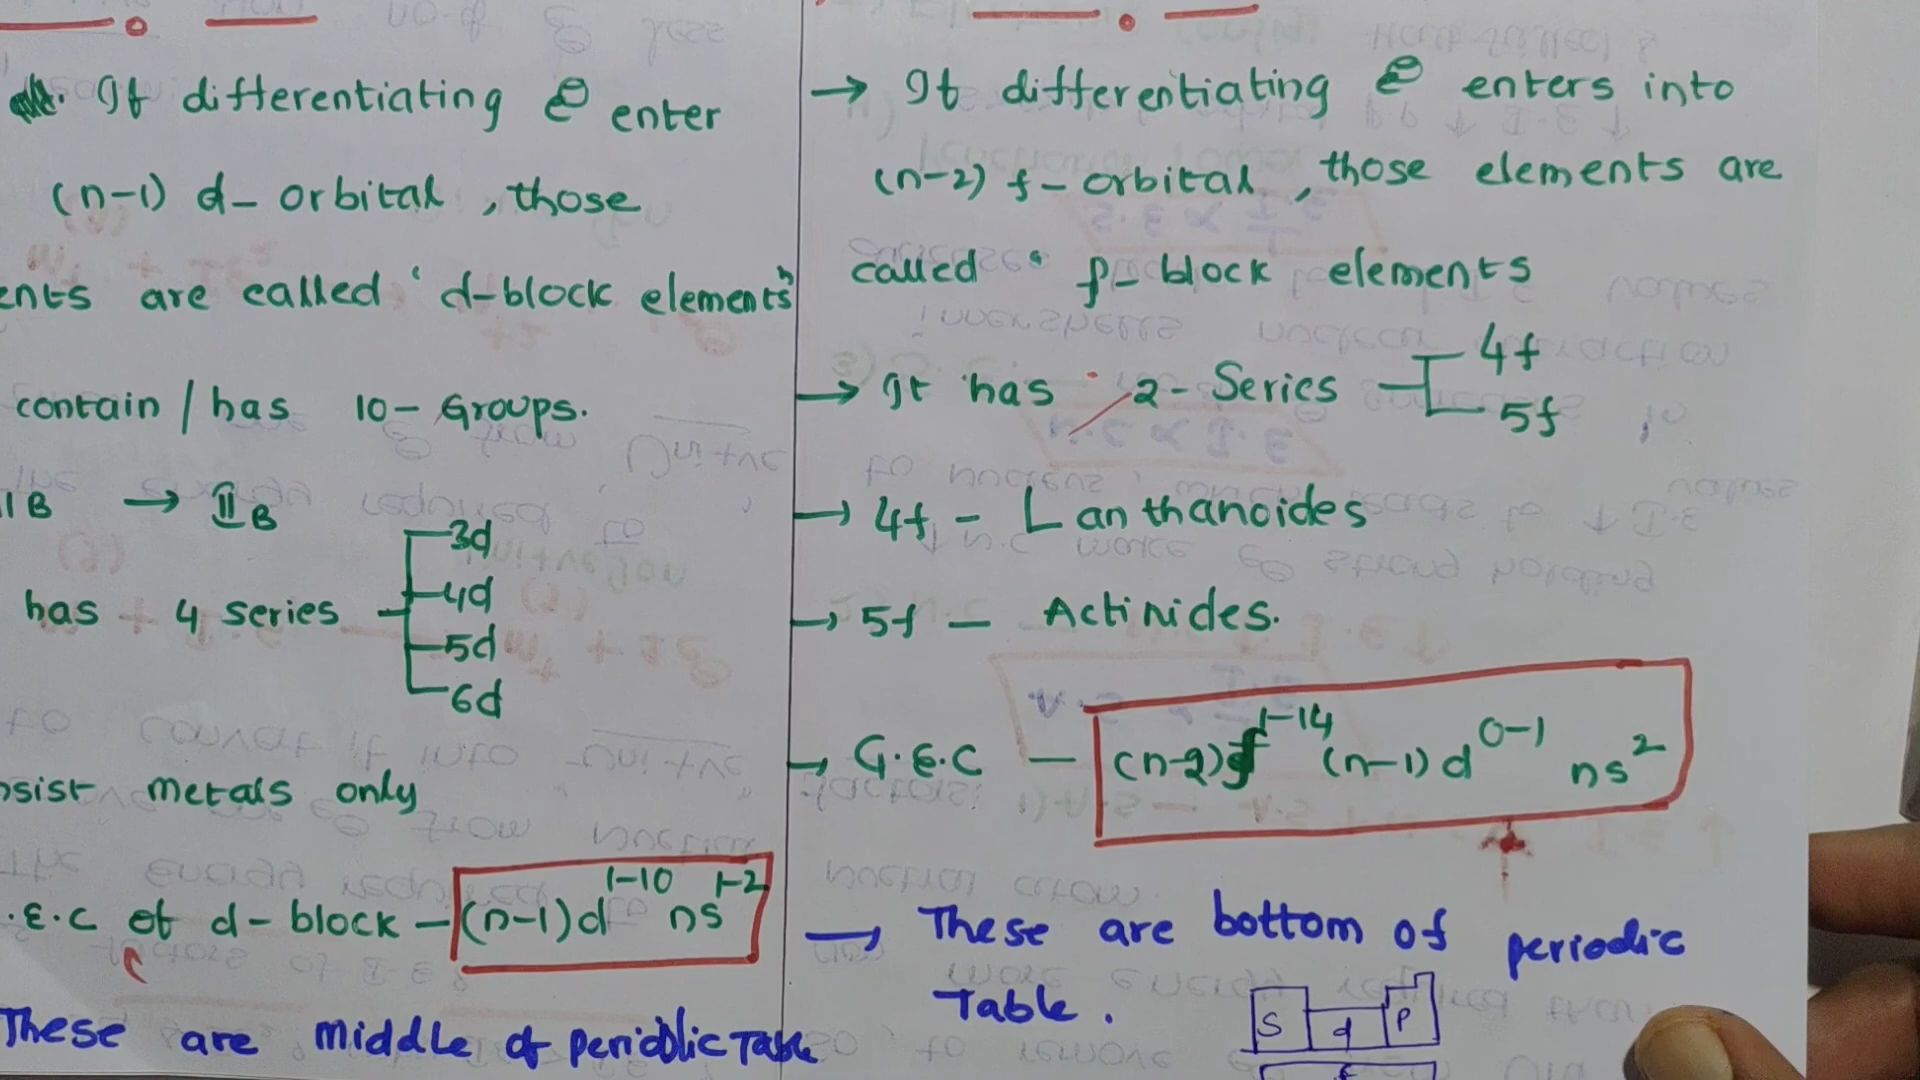 If differentiating e enter
(n-1) d- orbital, those
ents are called ‘ d-block elements"
contain / has 10- Groups.
IB → IIB
has 4 series
3d
4d
5d
6d
sist metals only
.E.C of d- block - (n-1)d¹⁻¹⁰ ns¹⁻²
These are middle of periodic Table
→ If differentiating e enters into
(n-2) f- orbital, those elements are
called “ f- block elements
→ It has 2- Series
4f
5f
→ 4f - Lanthanoides
→ 5f - Actinides.
→ G.E.C - (n-2)f¹⁻¹⁴ (n-1)d⁰⁻¹ ns²
→ These are bottom of periodic
Table.
S d P